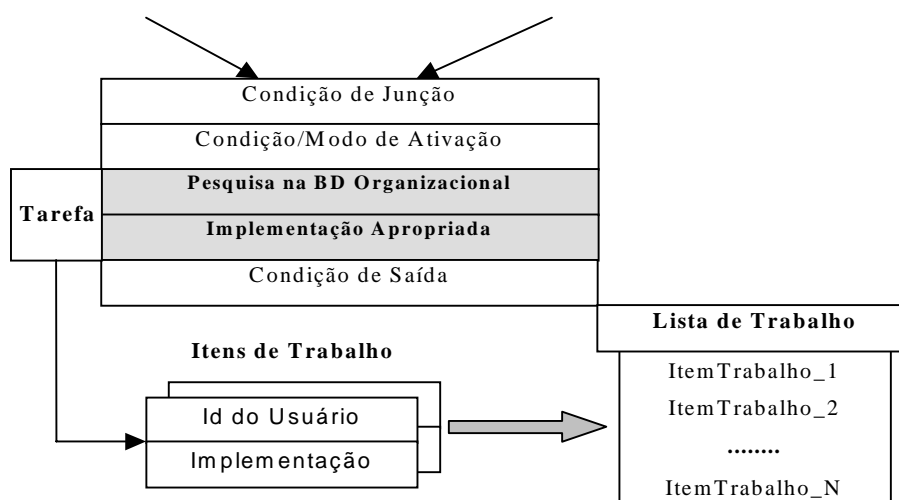 Condição de Junção
Condição/Modo de Ativação
Pesquisa na BD Organizacional
Tarefa
Implementação Apropriada
Condição de Saída
Lista de Trabalho
Itens de Trabalho
ItemTrabalho_1
Id do Usuário
ItemTrabalho_2
........
Implementação
ItemTrabalho_N